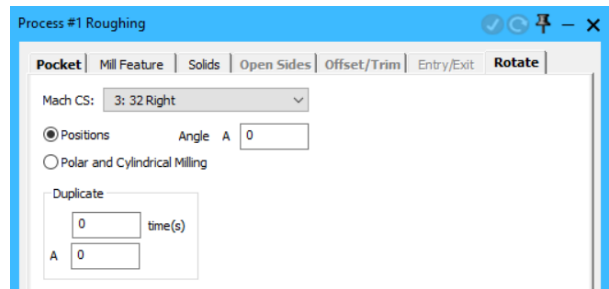 Process #1 Roughing
Pocket Mill Feature Solids Open Sides Offset/Trim Entry/Exit Rotate
Mach CS: 3: 32 Right
Positions Angle A 0
Polar and Cylindrical Milling
Duplicate
0 time(s)
A 0